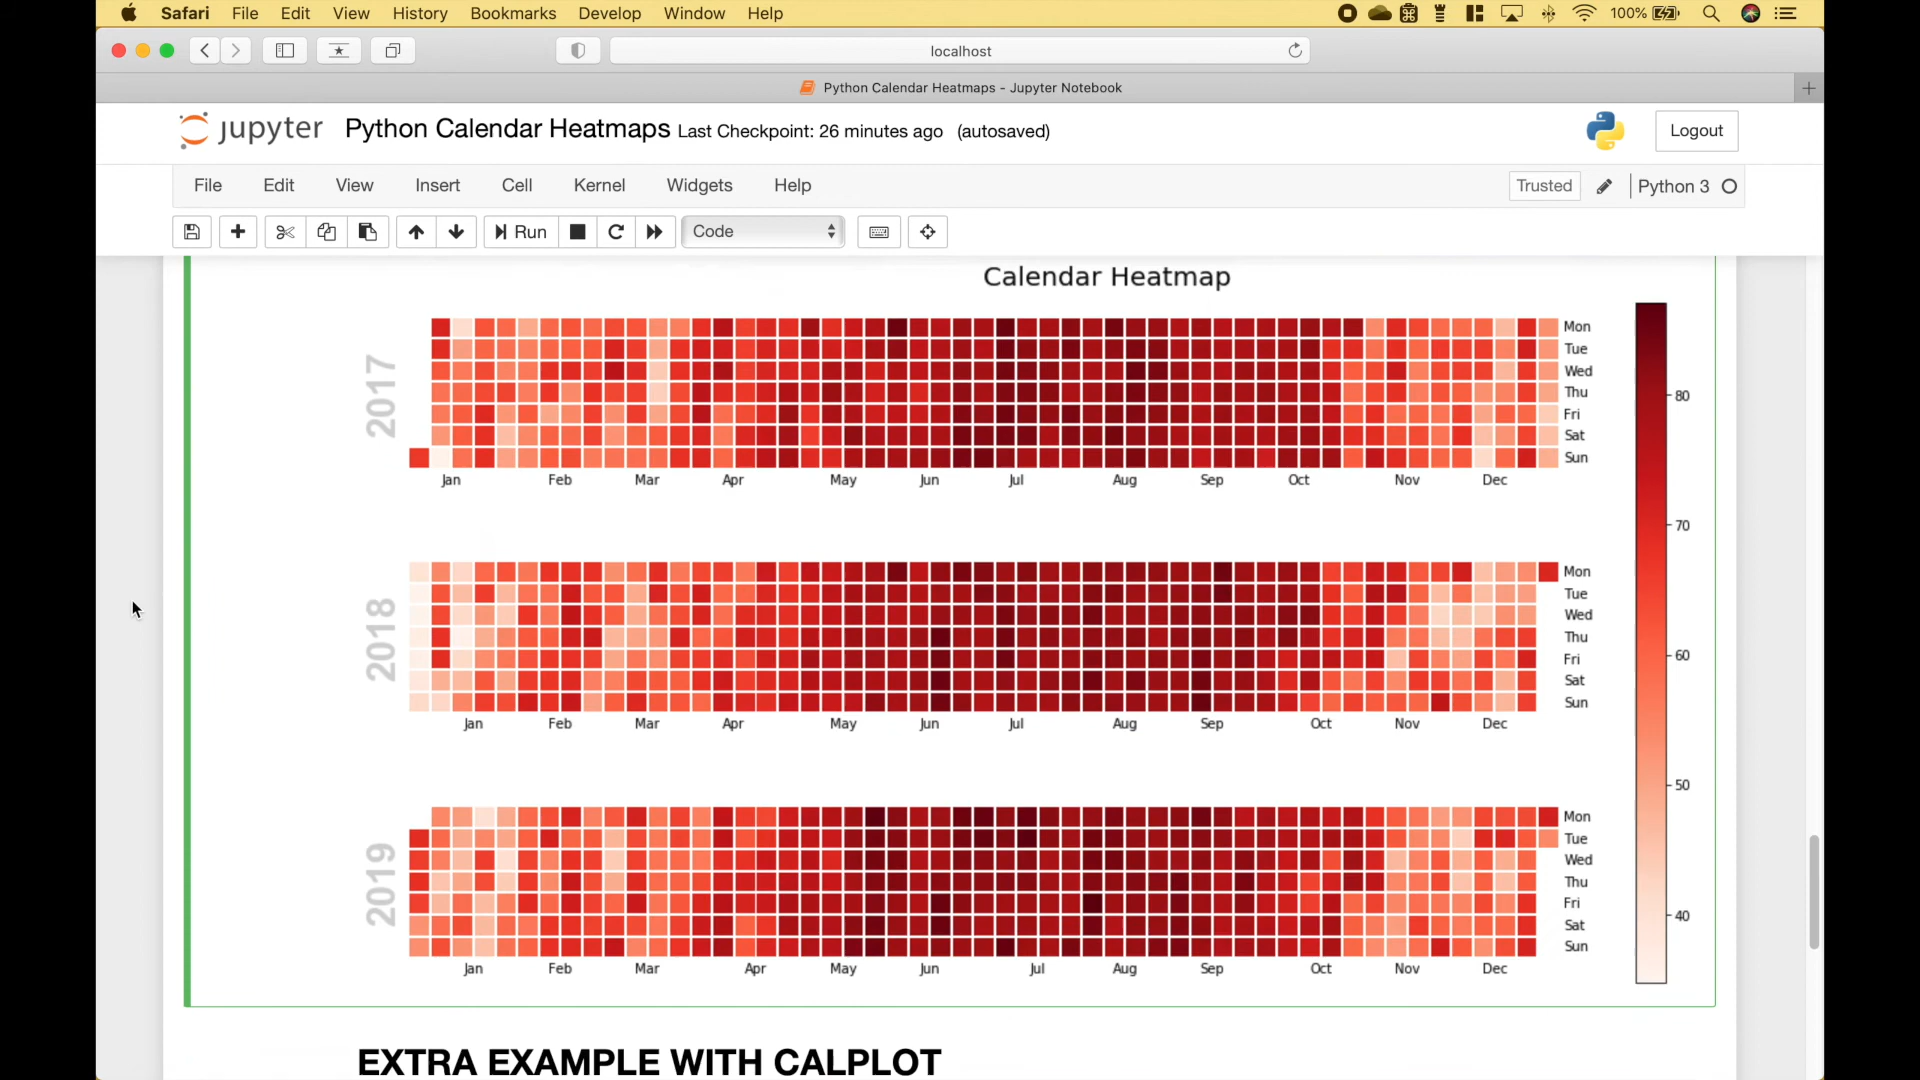 Safari File Edit View History Bookmarks Develop Window Help 100%
localhost
Python Calendar Heatmaps - Jupyter Notebook
jupyter Python Calendar Heatmaps Last Checkpoint: 26 minutes ago (autosaved) Logout
File Edit View Insert Cell Kernel Widgets Help Trusted Python 3
Run Code
Calendar Heatmap
2017
Mon
Tue
Wed
Thu
Fri
Sat
Sun
Jan Feb Mar Apr May Jun Jul Aug Sep Oct Nov Dec
2018
Mon
Tue
Wed
Thu
Fri
Sat
Sun
Jan Feb Mar Apr May Jun Jul Aug Sep Oct Nov Dec
2019
Mon
Tue
Wed
Thu
Fri
Sat
Sun
Jan Feb Mar Apr May Jun Jul Aug Sep Oct Nov Dec
80
70
60
50
40
EXTRA EXAMPLE WITH CALPLOT